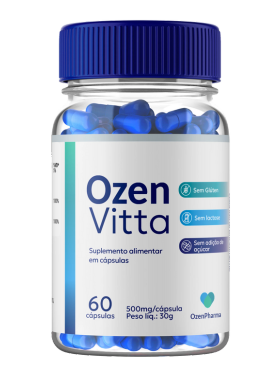 Ozen
Vitta
Suplemento alimentar
em cápsulas
Sem Glúten
Sem lactose
Sem adição de
açúcar
60
cápsulas
500mg/cápsula
Peso líq.: 30g
OzenPharma